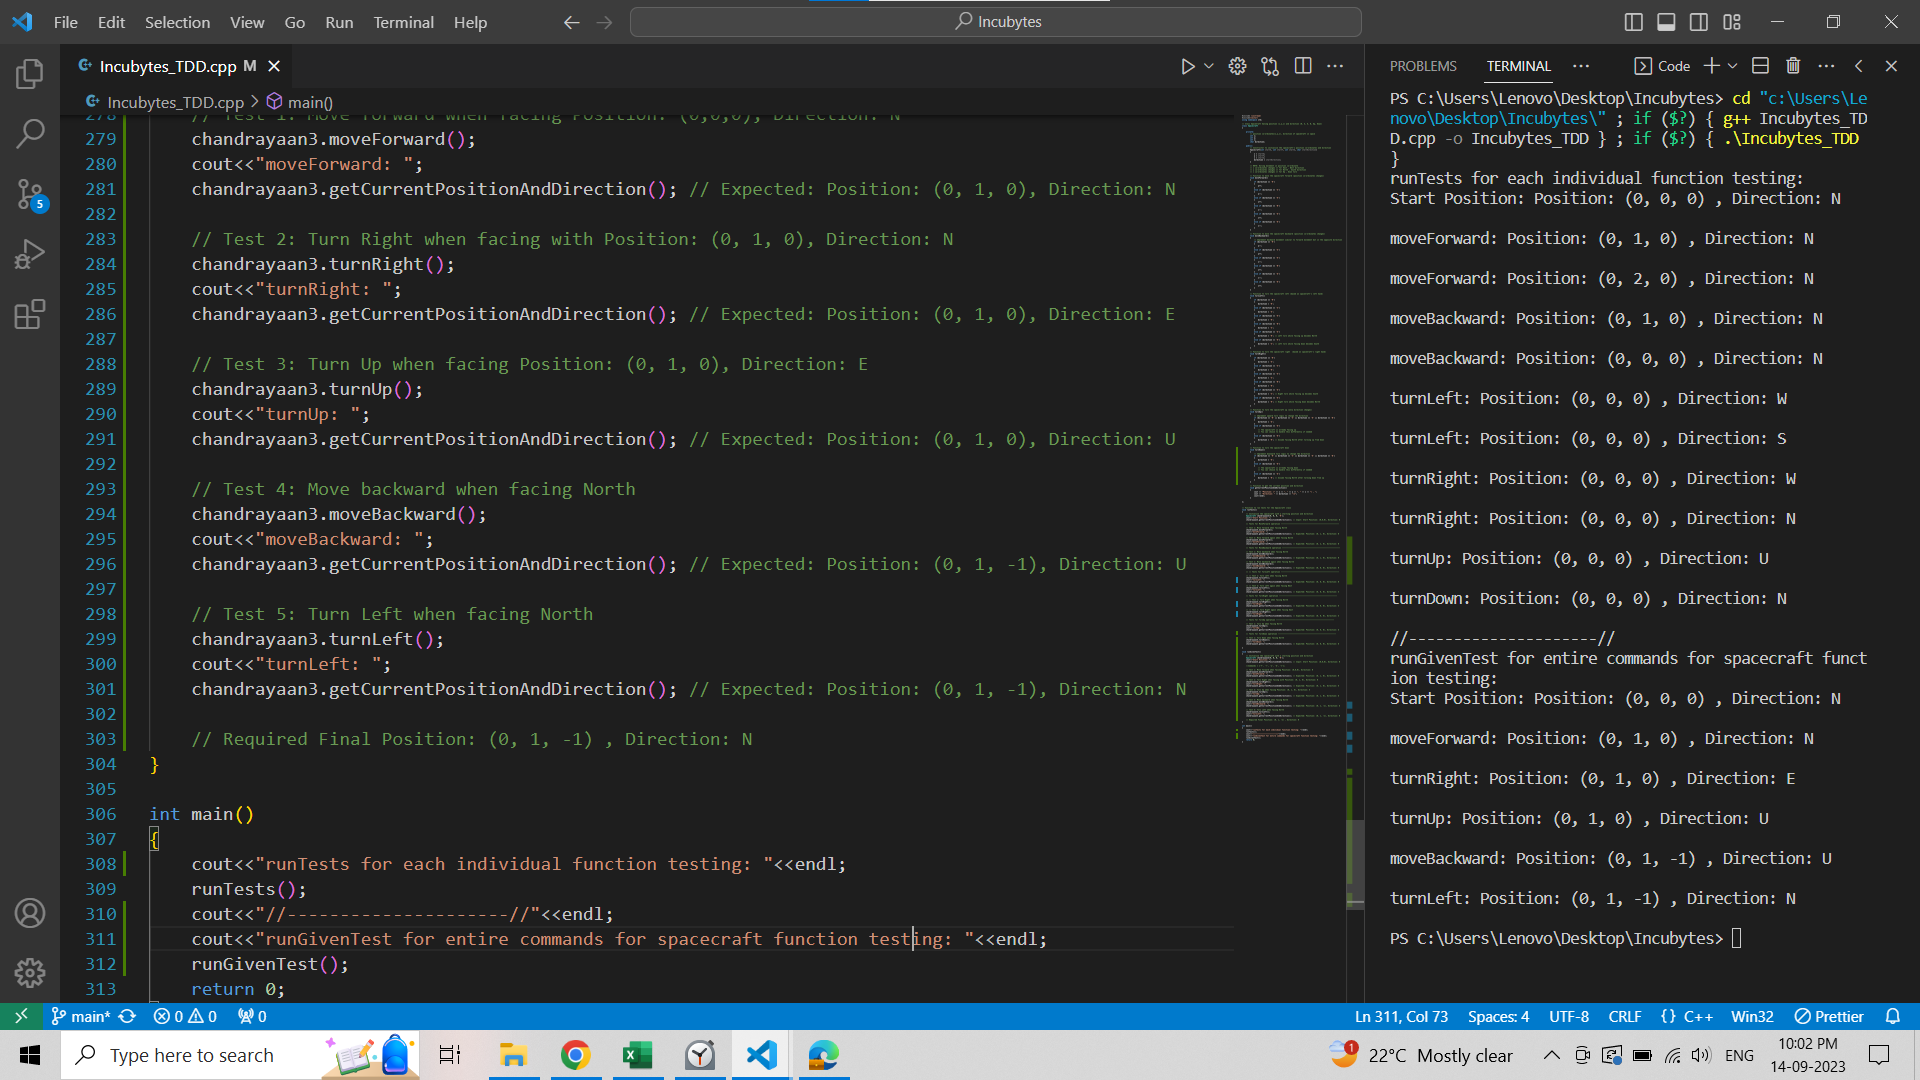 File Edit Selection View Go Run Terminal Help
Incubytes
Incubytes_TDD.cpp M
Incubytes_TDD.cpp > main()
278 // Test 1: Move Forward when facing Position: (0,0,0), Direction: N
279 chandrayaan3.moveForward();
280 cout<<"moveForward: ";
281 chandrayaan3.getCurrentPositionAndDirection(); // Expected: Position: (0, 1, 0), Direction: N
282
283 // Test 2: Turn Right when facing with Position: (0, 1, 0), Direction: N
284 chandrayaan3.turnRight();
285 cout<<"turnRight: ";
286 chandrayaan3.getCurrentPositionAndDirection(); // Expected: Position: (0, 1, 0), Direction: E
287
288 // Test 3: Turn Up when facing Position: (0, 1, 0), Direction: E
289 chandrayaan3.turnUp();
290 cout<<"turnUp: ";
291 chandrayaan3.getCurrentPositionAndDirection(); // Expected: Position: (0, 1, 0), Direction: U
292
293 // Test 4: Move backward when facing North
294 chandrayaan3.moveBackward();
295 cout<<"moveBackward: ";
296 chandrayaan3.getCurrentPositionAndDirection(); // Expected: Position: (0, 1, -1), Direction: U
297
298 // Test 5: Turn Left when facing North
299 chandrayaan3.turnLeft();
300 cout<<"turnLeft: ";
301 chandrayaan3.getCurrentPositionAndDirection(); // Expected: Position: (0, 1, -1), Direction: N
302
303 // Required Final Position: (0, 1, -1) , Direction: N
304 }
305
306 int main()
307 {
308 cout<<"runTests for each individual function testing: "<<endl;
309 runTests();
310 cout<<"//---------------------//"<<endl;
311 cout<<"runGivenTest for entire commands for spacecraft function testing: "<<endl;
312 runGivenTest();
313 return 0;
PROBLEMS TERMINAL Code
PS C:\Users\Lenovo\Desktop\Incubytes> cd "c:\Users\Le
novo\Desktop\Incubytes\" ; if ($?) { g++ Incubytes_TD
D.cpp -o Incubytes_TDD } ; if ($?) { .\Incubytes_TDD
}
runTests for each individual function testing:
Start Position: Position: (0, 0, 0) , Direction: N
moveForward: Position: (0, 1, 0) , Direction: N
moveForward: Position: (0, 2, 0) , Direction: N
moveBackward: Position: (0, 1, 0) , Direction: N
moveBackward: Position: (0, 0, 0) , Direction: N
turnLeft: Position: (0, 0, 0) , Direction: W
turnLeft: Position: (0, 0, 0) , Direction: S
turnRight: Position: (0, 0, 0) , Direction: W
turnRight: Position: (0, 0, 0) , Direction: N
turnUp: Position: (0, 0, 0) , Direction: U
turnDown: Position: (0, 0, 0) , Direction: N
//---------------------//
runGivenTest for entire commands for spacecraft funct
ion testing:
Start Position: Position: (0, 0, 0) , Direction: N
moveForward: Position: (0, 1, 0) , Direction: N
turnRight: Position: (0, 1, 0) , Direction: E
turnUp: Position: (0, 1, 0) , Direction: U
moveBackward: Position: (0, 1, -1) , Direction: U
turnLeft: Position: (0, 1, -1) , Direction: N
PS C:\Users\Lenovo\Desktop\Incubytes>
5
main* 0 0 0 Ln 311, Col 73 Spaces: 4 UTF-8 CRLF {} C++ Win32 Prettier
Type here to search 1 22°C Mostly clear ENG 10:02 PM
14-09-2023